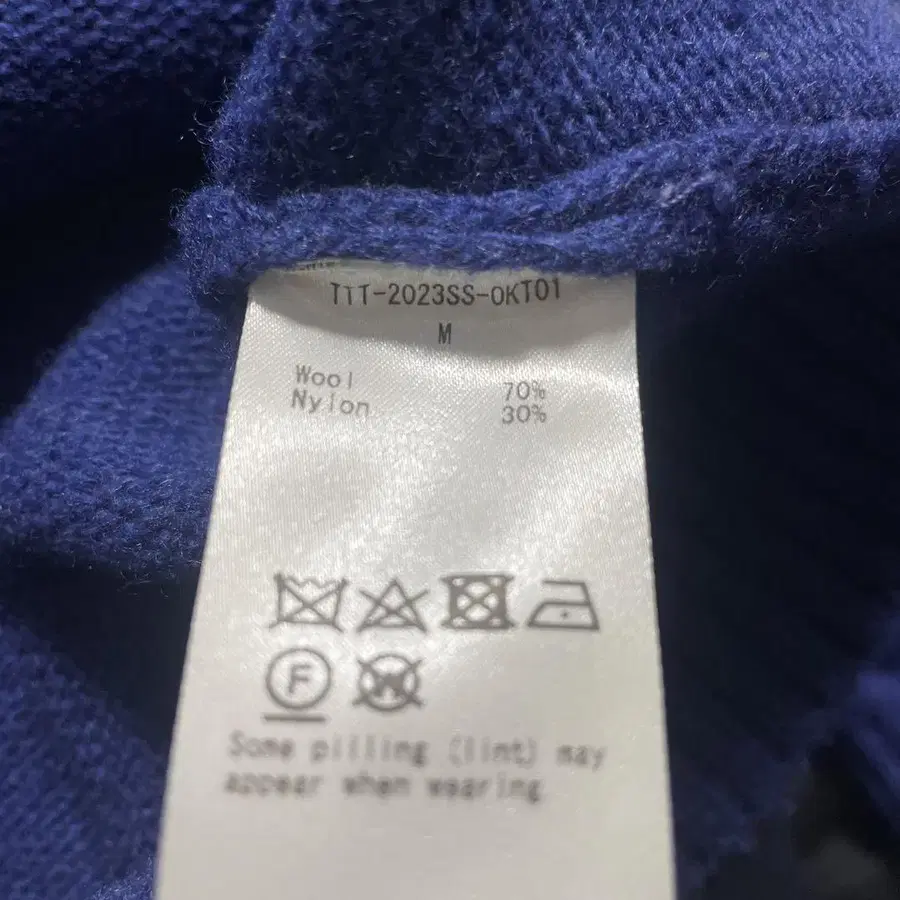 TTT-2023SS-OKT01
M
Wool 70%
Nylon 30%
F
W
Some pilling (lint) may
appear when wearing